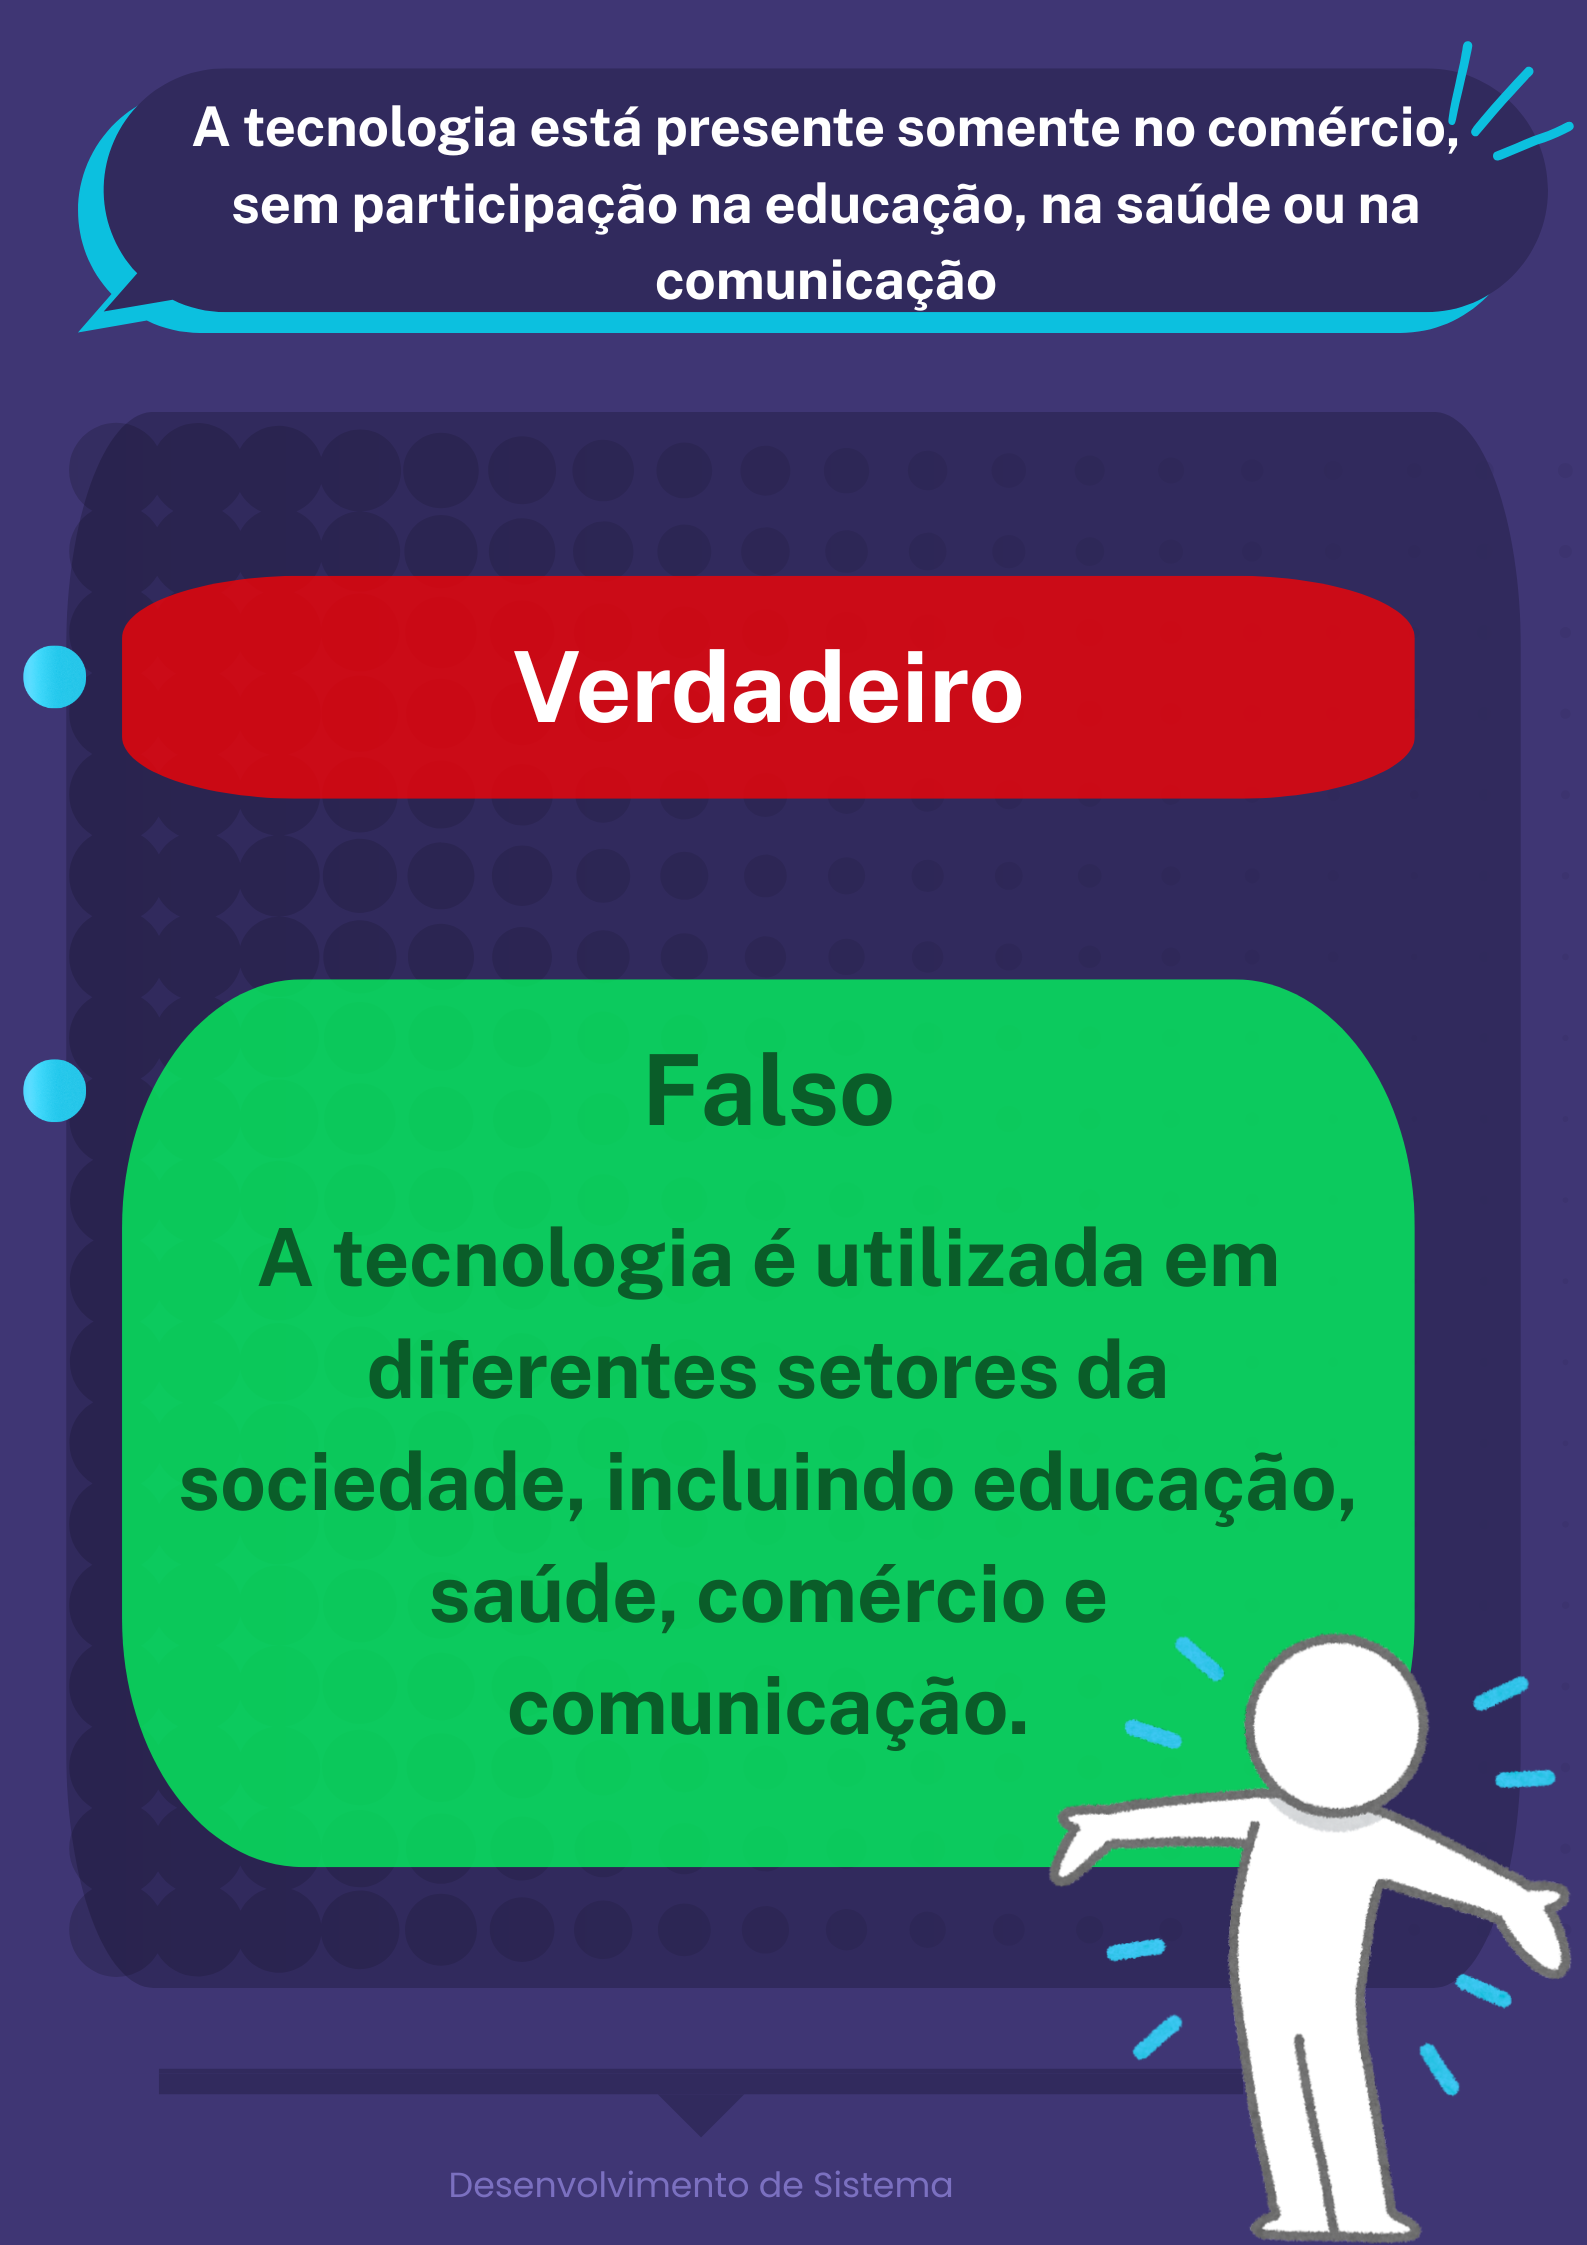 A tecnologia está presente somente no comércio,
sem participação na educação, na saúde ou na
comunicação
Verdadeiro
Falso
A tecnologia é utilizada em
diferentes setores da
sociedade, incluindo educação,
saúde, comércio e
comunicação.
Desenvolvimento de Sistema